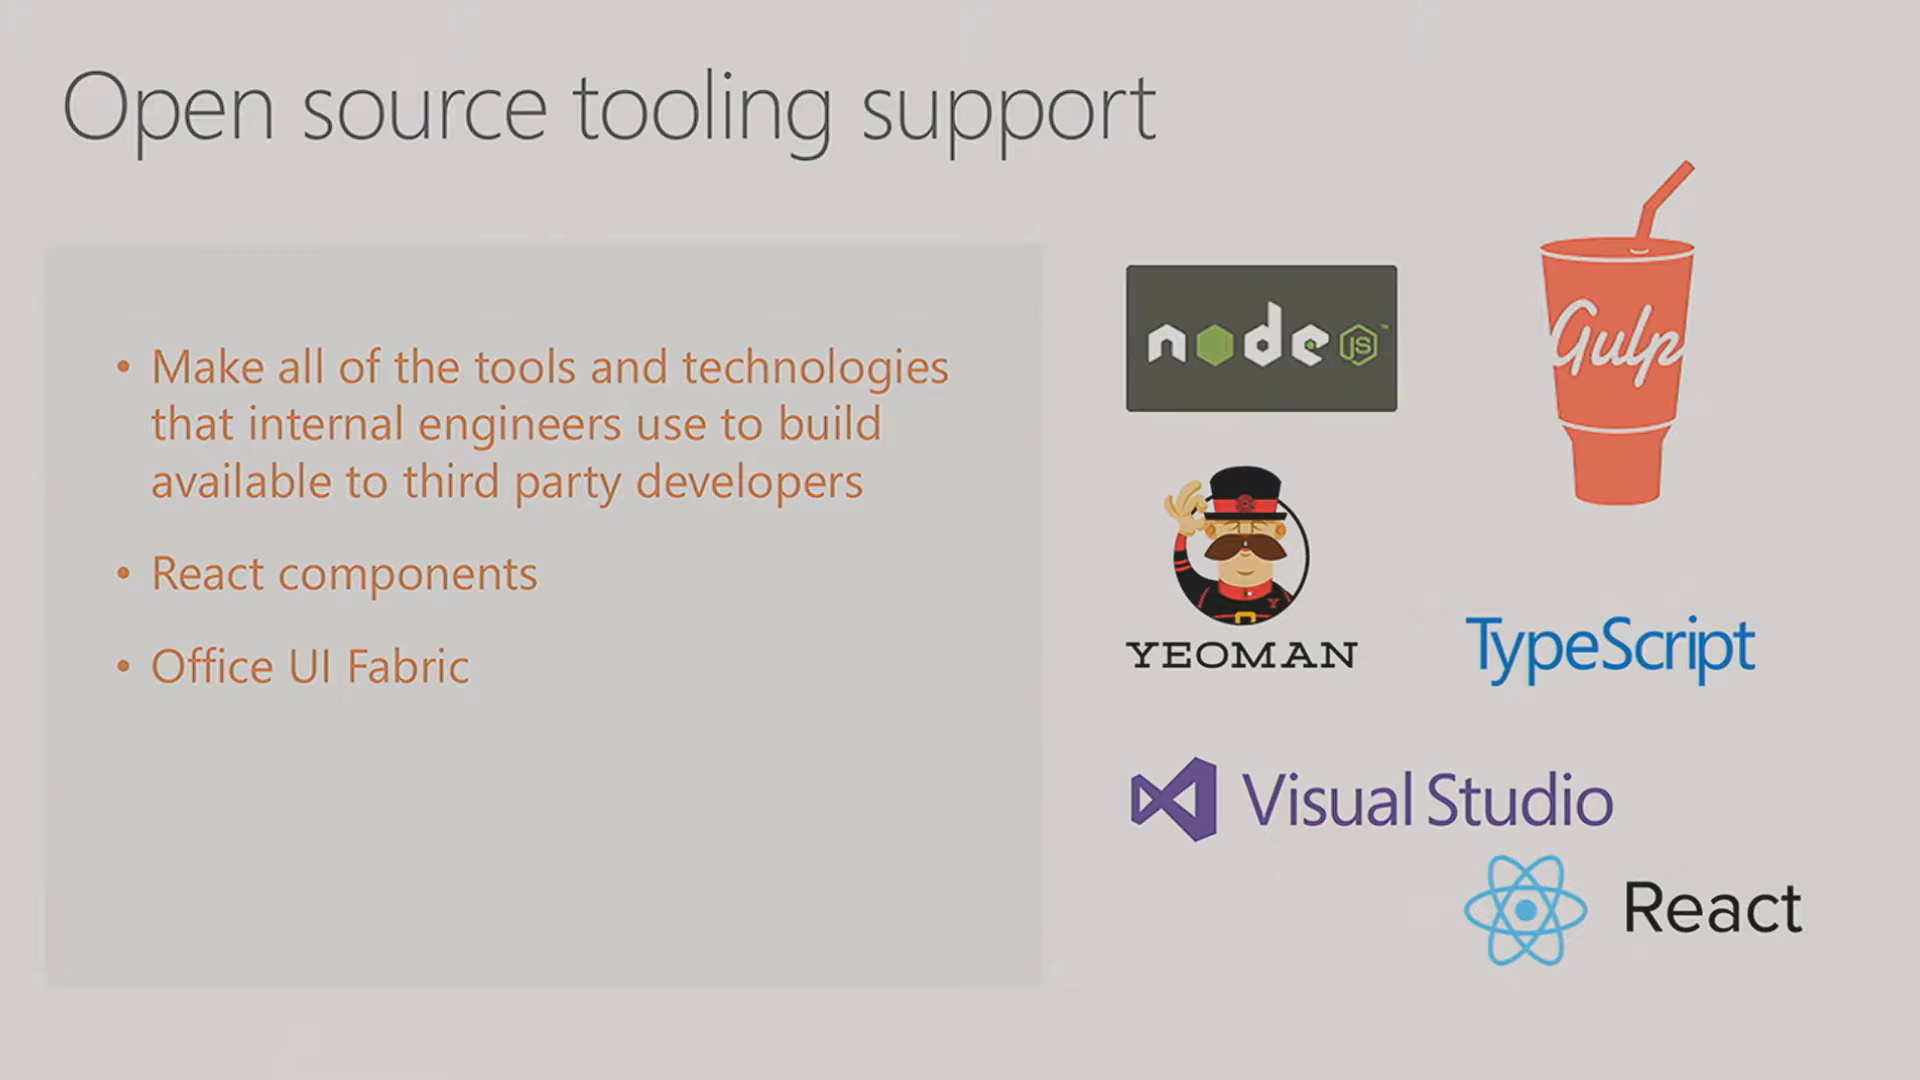 Open source tooling support
• Make all of the tools and technologies
that internal engineers use to build
available to third party developers
• React components
• Office UI Fabric
node JS™
Gulp
YEOMAN
TypeScript
Visual Studio
React